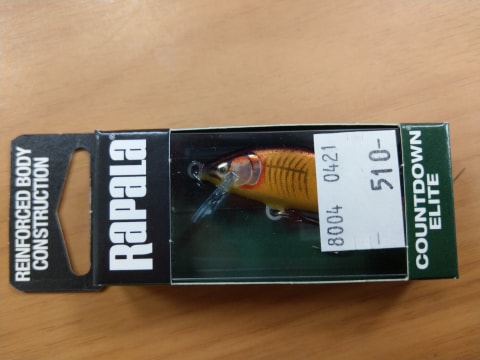 REINFORCED BODY
CONSTRUCTION
RAPALA®
8004 0421
- 510-
COUNTDOWN
ELITE